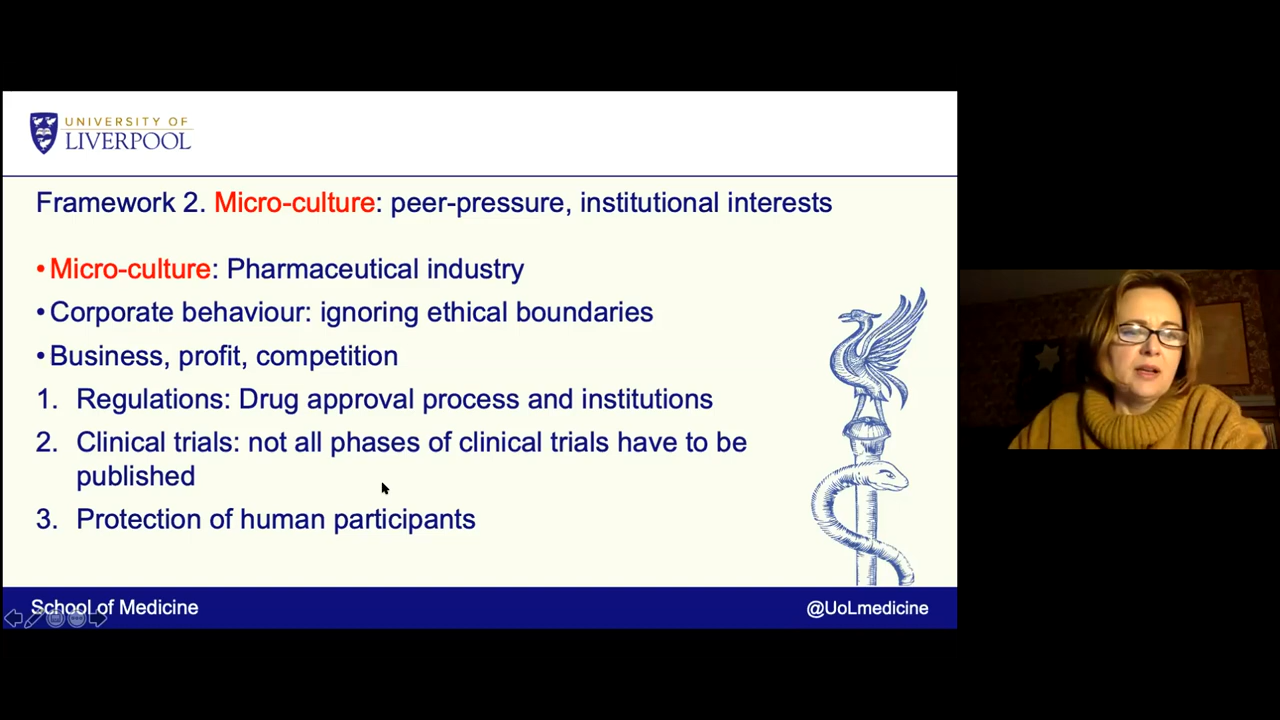 UNIVERSITY OF
LIVERPOOL
Framework 2. Micro-culture: peer-pressure, institutional interests
• Micro-culture: Pharmaceutical industry
• Corporate behaviour: ignoring ethical boundaries
• Business, profit, competition
1. Regulations: Drug approval process and institutions
2. Clinical trials: not all phases of clinical trials have to be
published
3. Protection of human participants
School of Medicine
@UoLmedicine